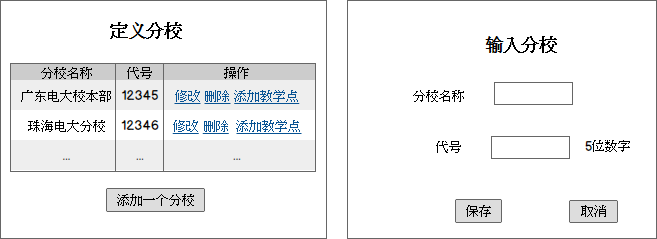 定义分校
分校名称 代号 操作
广东电大校本部 12345 修改 删除 添加教学点
珠海电大分校 12346 修改 删除 添加教学点
... ... ...
添加一个分校
输入分校
分校名称
代号 5位数字
保存 取消